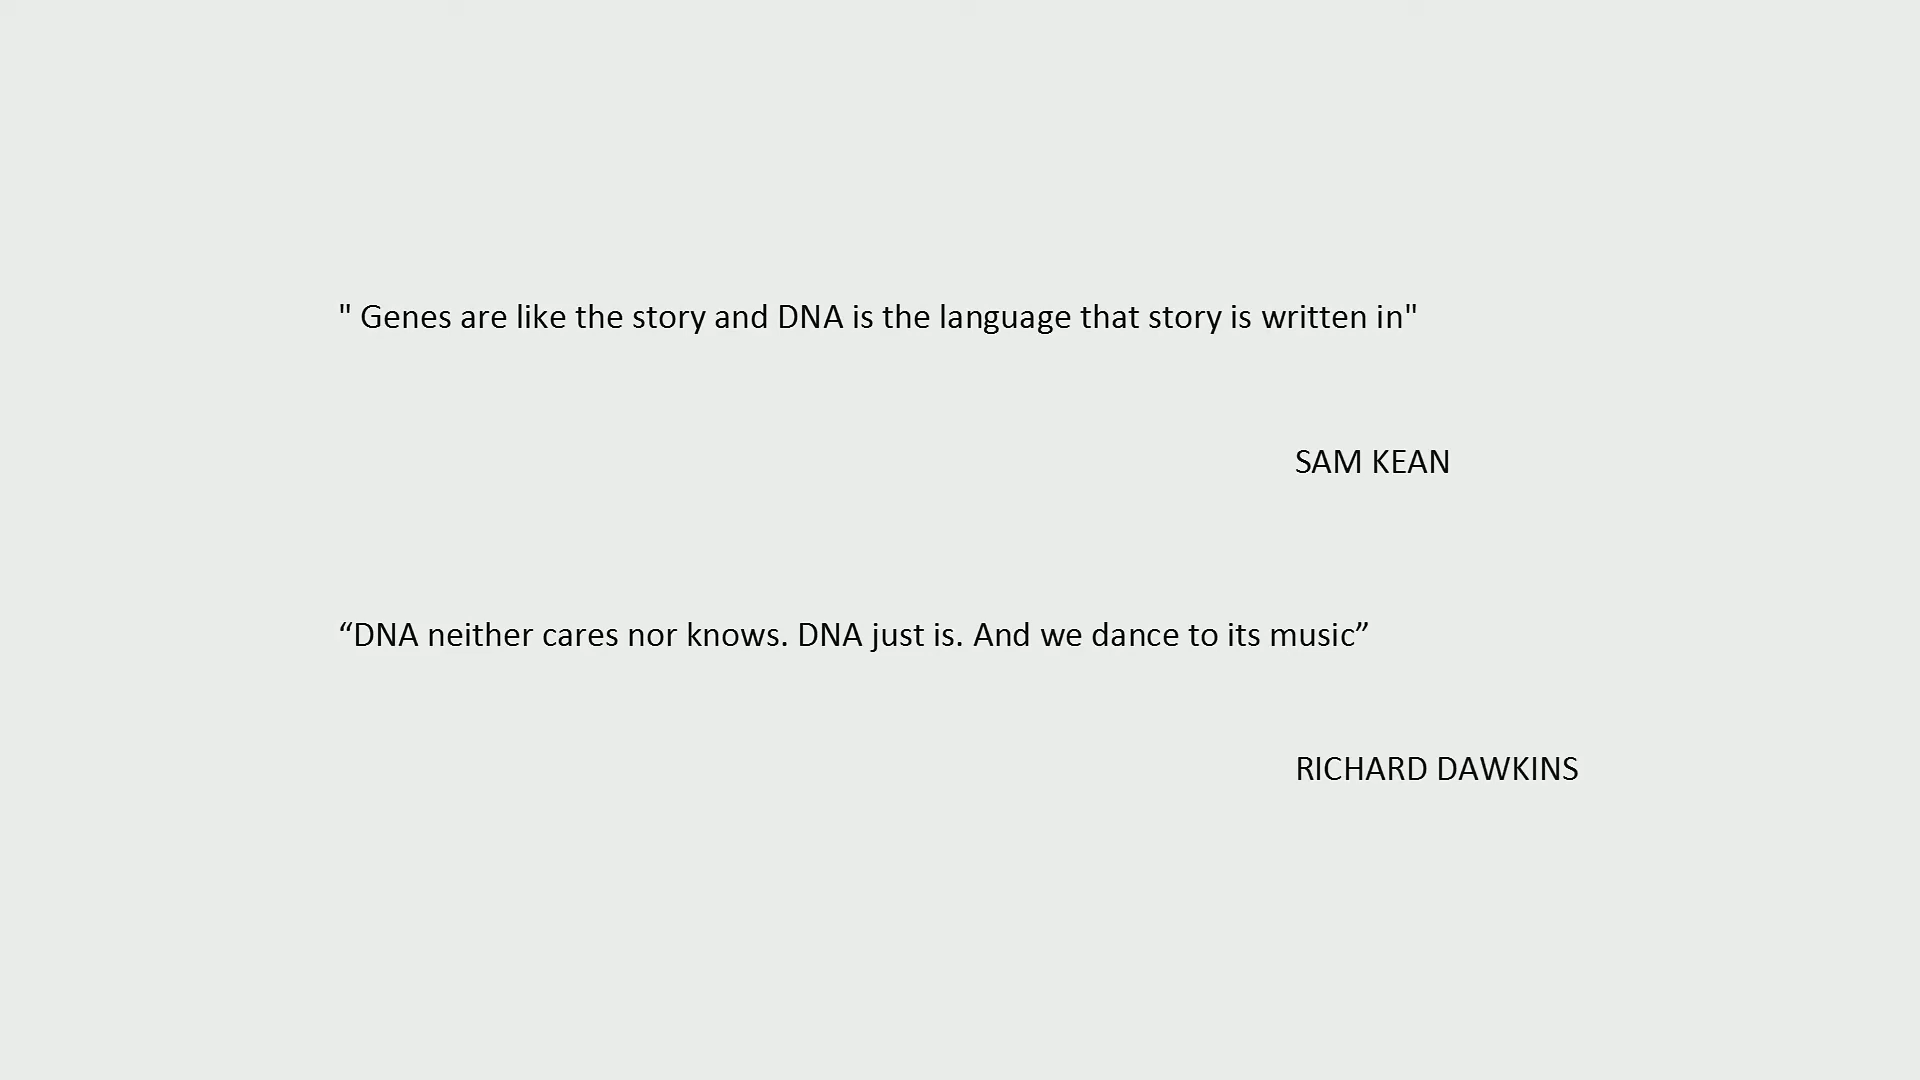 " Genes are like the story and DNA is the language that story is written in"
SAM KEAN
“DNA neither cares nor knows. DNA just is. And we dance to its music”
RICHARD DAWKINS